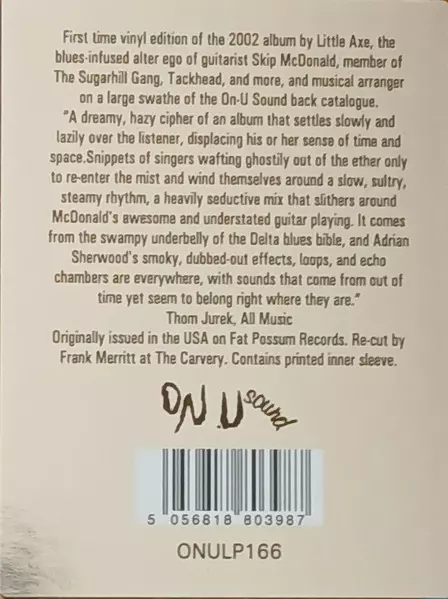 First time vinyl edition of the 2002 album by Little Axe, the
blues-infused alter ego of guitarist Skip McDonald, member of
The Sugarhill Gang, Tackhead, and more, and musical arranger
on a large swathe of the On-U Sound back catalogue.
"A dreamy, hazy cipher of an album that settles slowly and
lazily over the listener, displacing his or her sense of time and
space.Snippets of singers wafting ghostily out of the ether only
to re-enter the mist and wind themselves around a slow, sultry,
steamy rhythm, a heavily seductive mix that slithers around
McDonald's awesome and understated guitar playing. It comes
from the swampy underbelly of the Delta blues bible, and Adrian
Sherwood's smoky, dubbed-out effects, loops, and echo
chambers are everywhere, with sounds that come from out of
time yet seem to belong right where they are."
Thom Jurek, All Music
Originally issued in the USA on Fat Possum Records. Re-cut by
Frank Merritt at The Carvery. Contains printed inner sleeve.
ON.U sound
5 056818 803987
ONULP166